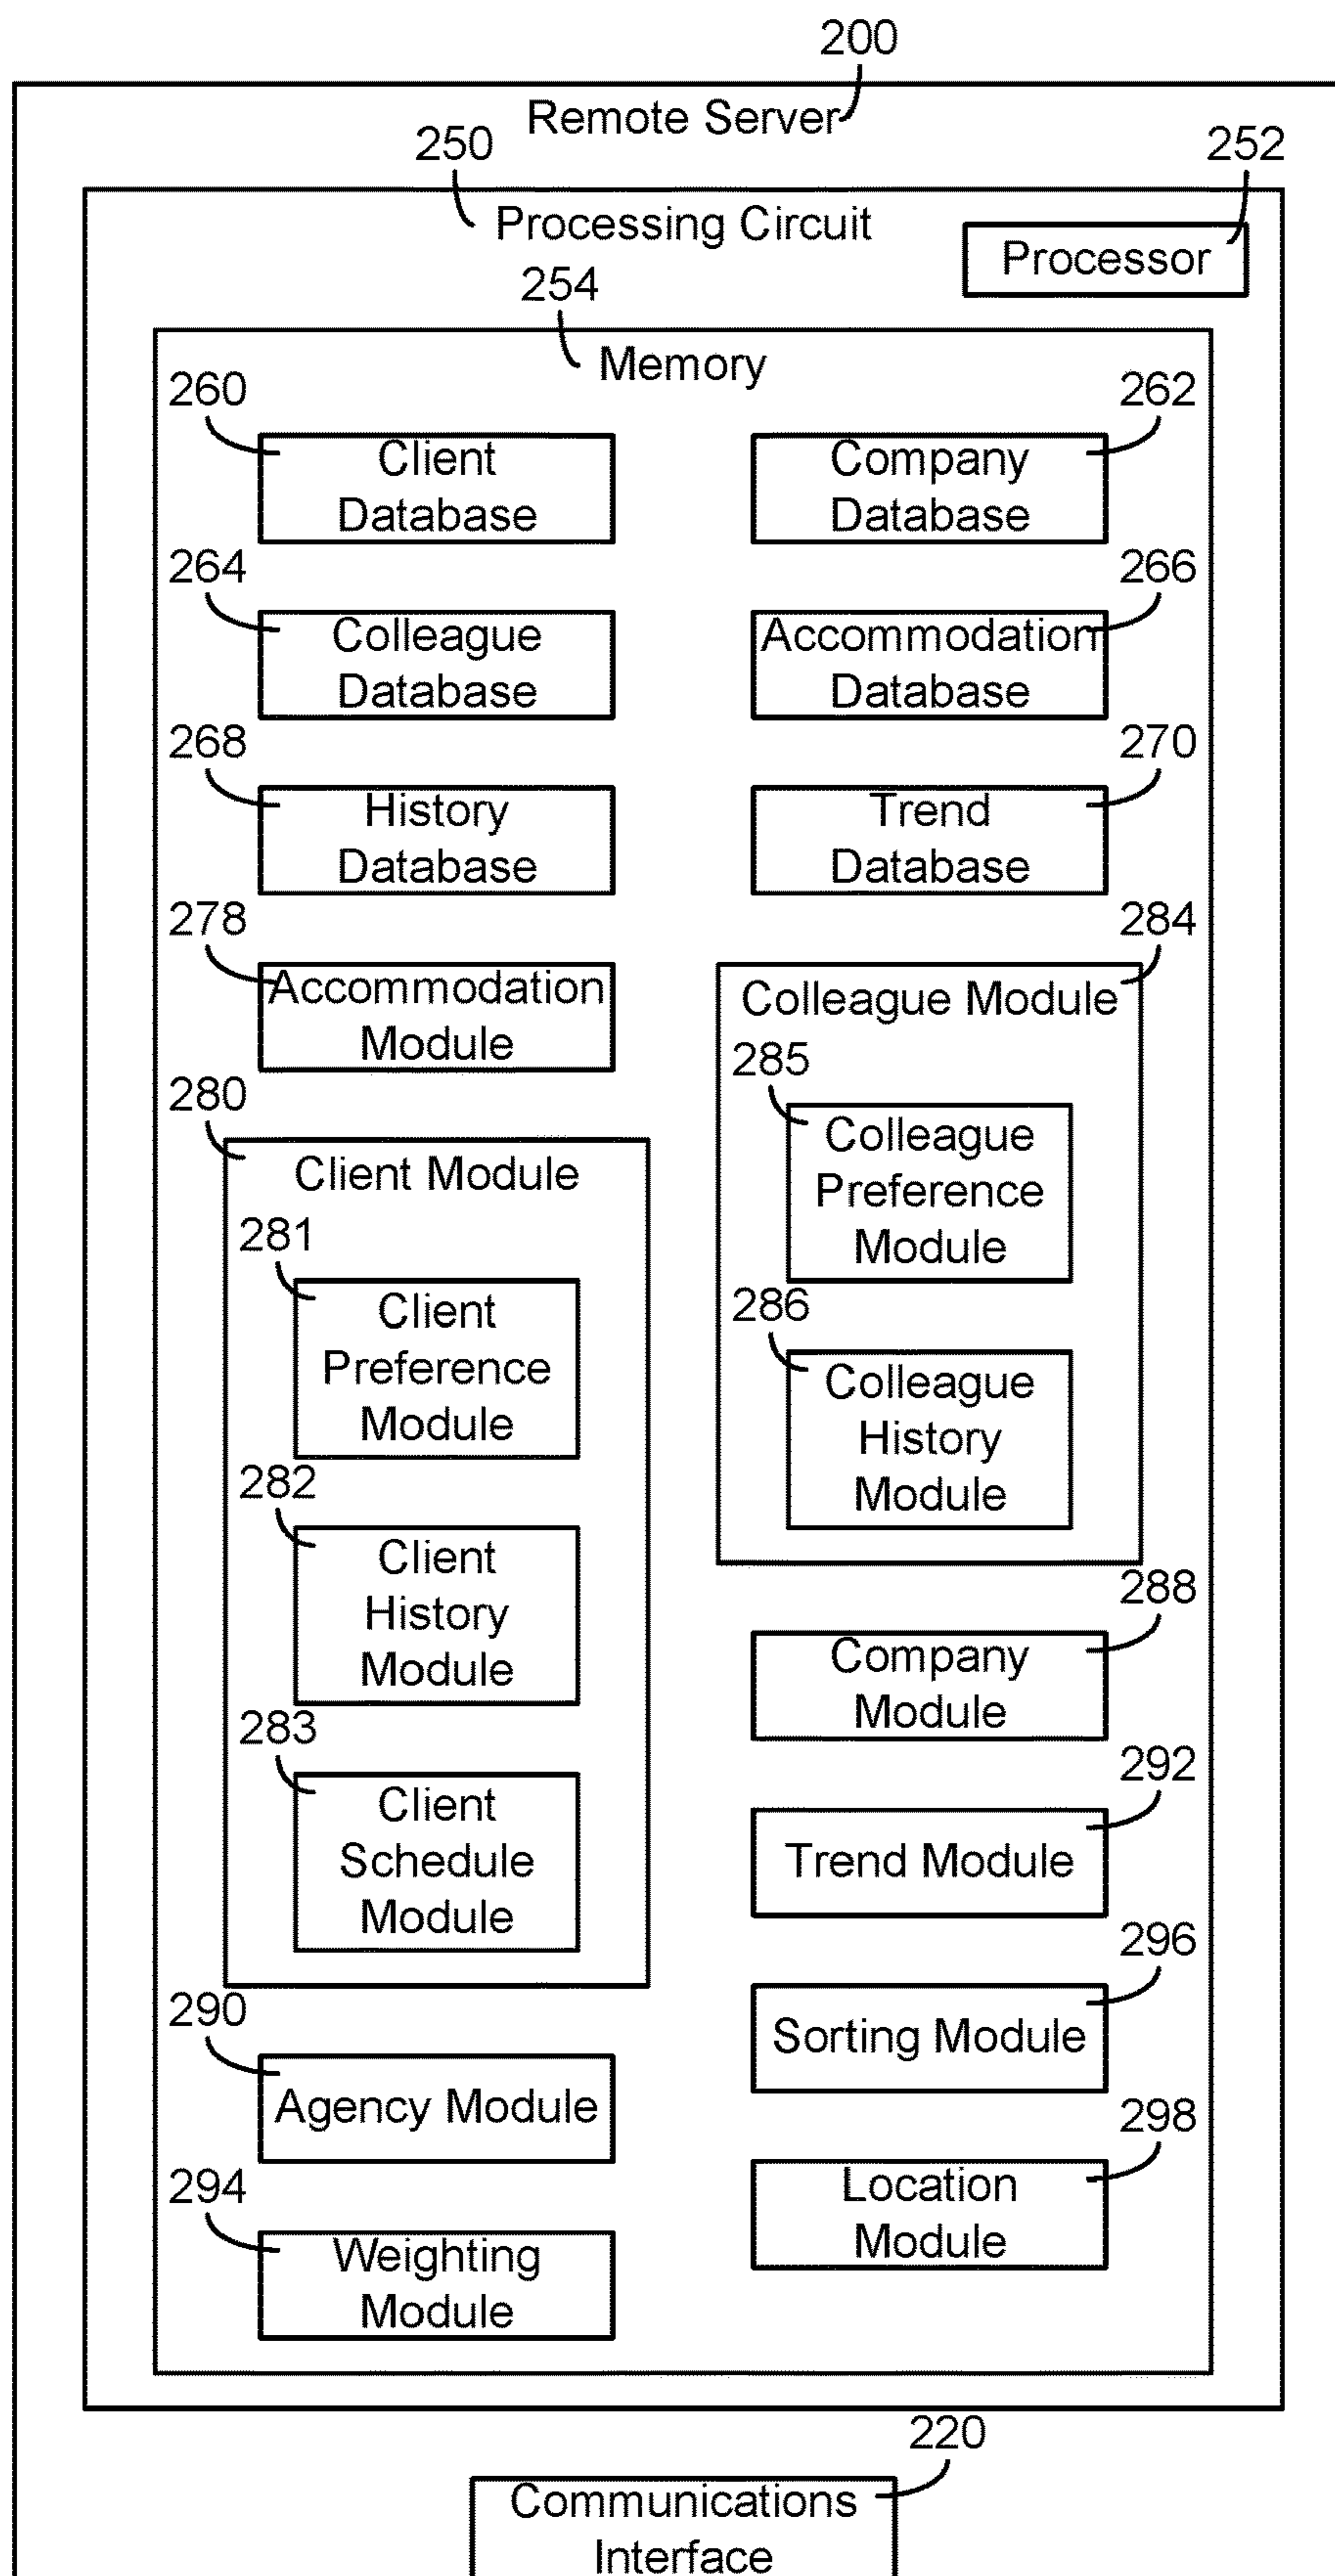 200
Remote Server
250
252
Processing Circuit
Processor
254
Memory
260
262
Client
Database
Company
Database
264
266
Colleague
Database
Accommodation
Database
268
270
History
Database
Trend
Database
278
284
Accommodation
Module
Colleague Module
285
Colleague
Preference
Module
286
Colleague
History
Module
280
Client Module
281
Client
Preference
Module
282
Client
History
Module
283
Client
Schedule
Module
288
Company
Module
292
Trend Module
296
Sorting Module
290
Agency Module
298
Location
Module
294
Weighting
Module
220
Communications
Interface